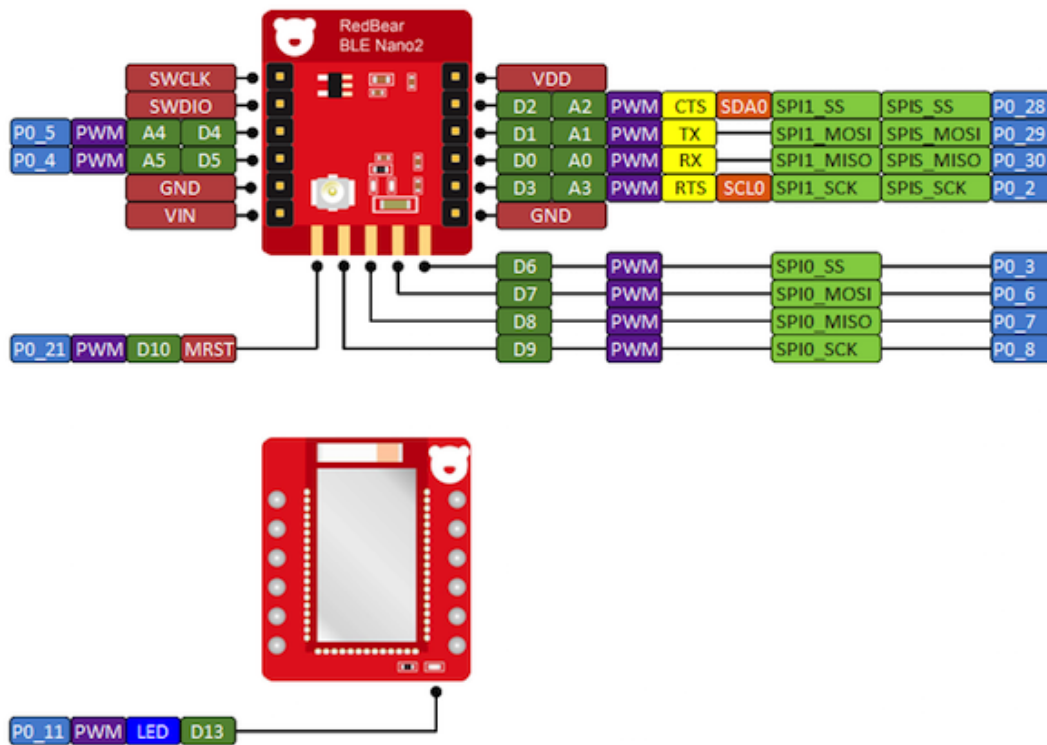 RedBear
BLE Nano2
SWCLK VDD
SWDIO D2 A2 PWM CTS SDA0 SPI1_SS SPIS_SS P0_28
P0_5 PWM A4 D4 D1 A1 PWM TX SPI1_MOSI SPIS_MOSI P0_29
P0_4 PWM A5 D5 D0 A0 PWM RX SPI1_MISO SPIS_MISO P0_30
GND D3 A3 PWM RTS SCL0 SPI1_SCK SPIS_SCK P0_2
VIN GND
D6 PWM SPI0_SS P0_3
D7 PWM SPI0_MOSI P0_6
D8 PWM SPI0_MISO P0_7
P0_21 PWM D10 MRST D9 PWM SPI0_SCK P0_8
P0_11 PWM LED D13